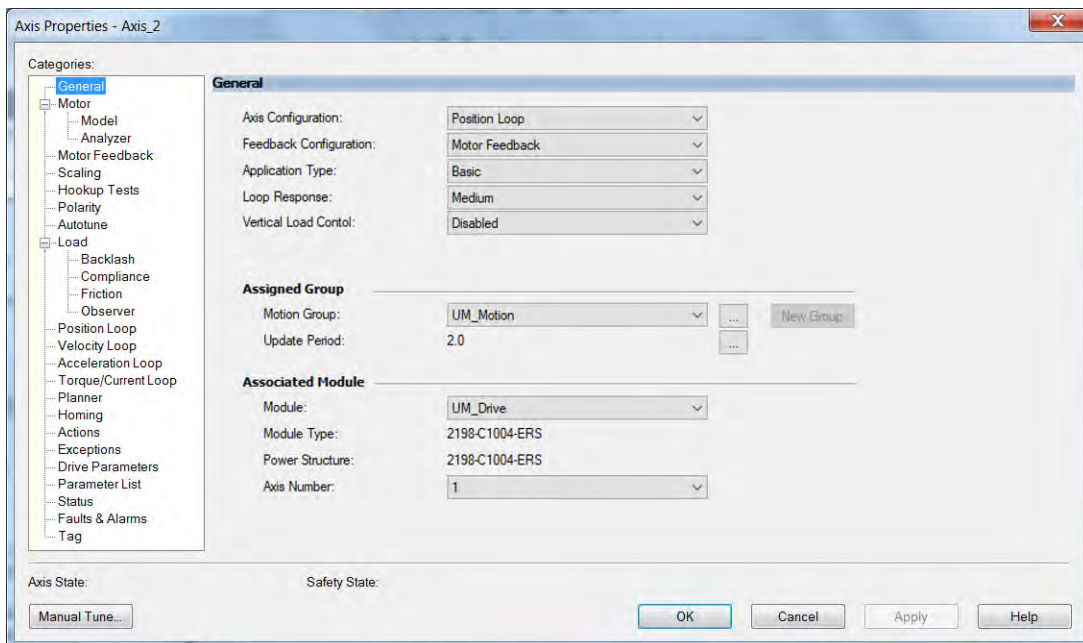 Axis Properties - Axis_2
X
Categories:
General
Motor
Model
Analyzer
Motor Feedback
Scaling
Hookup Tests
Polarity
Autotune
Load
Backlash
Compliance
Friction
Observer
Position Loop
Velocity Loop
Acceleration Loop
Torque/Current Loop
Planner
Homing
Actions
Exceptions
Drive Parameters
Parameter List
Status
Faults & Alarms
Tag
General
Axis Configuration: Position Loop
Feedback Configuration: Motor Feedback
Application Type: Basic
Loop Response: Medium
Vertical Load Contol: Disabled
Assigned Group
Motion Group: UM_Motion ... New Group
Update Period: 2.0 ...
Associated Module
Module: UM_Drive
Module Type: 2198-C1004-ERS
Power Structure: 2198-C1004-ERS
Axis Number: 1
Axis State: Safety State:
Manual Tune... OK Cancel Apply Help